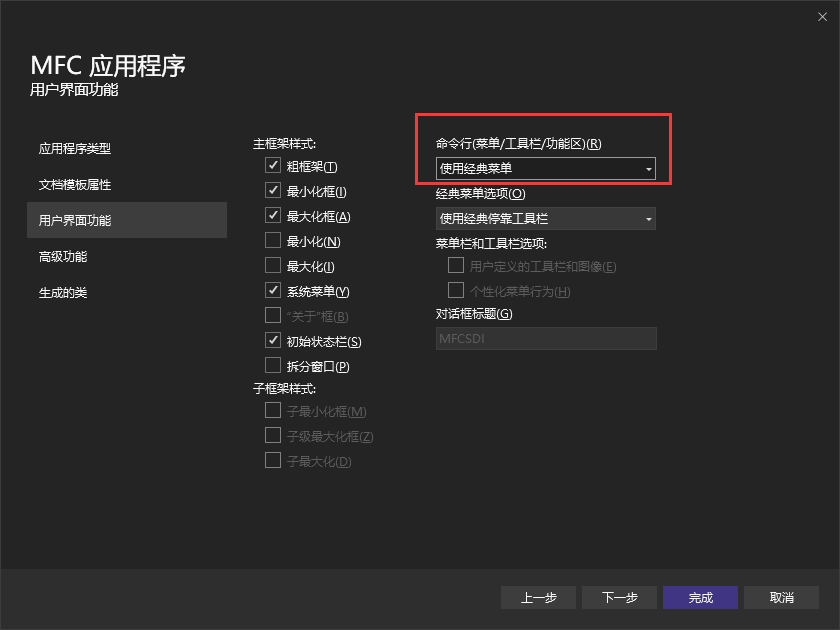 MFC 应用程序
用户界面功能
应用程序类型
文档模板属性
用户界面功能
高级功能
生成的类
主框架样式:
粗框架(T)
最小化框(I)
最大化框(A)
最小化(N)
最大化(I)
系统菜单(Y)
“关于”框(B)
初始状态栏(S)
拆分窗口(P)
子框架样式:
子最小化框(M)
子级最大化框(Z)
子最大化(D)
命令行(菜单/工具栏/功能区)(R)
使用经典菜单
经典菜单选项(O)
使用经典停靠工具栏
菜单栏和工具栏选项:
用户定义的工具栏和图像(E)
个性化菜单行为(H)
对话框标题(G)
MFCSDI
上一步
下一步
完成
取消